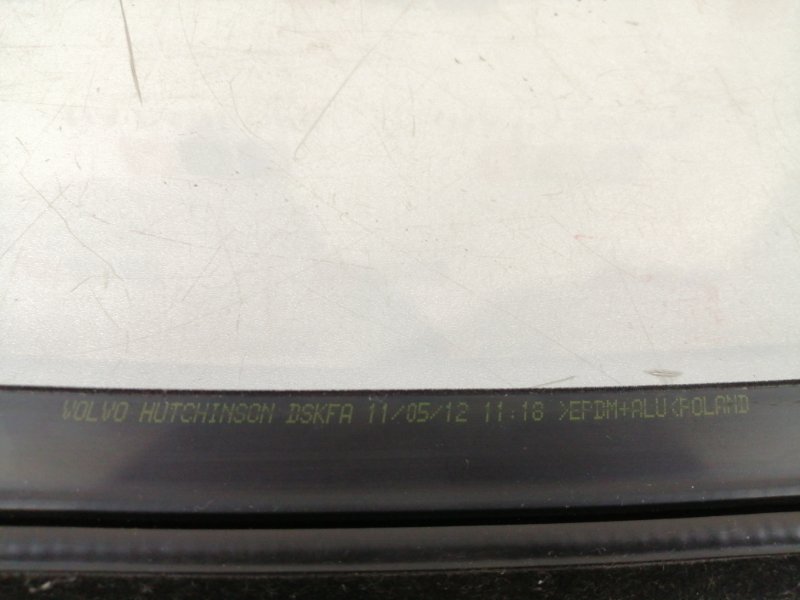 VOLVO HUTCHINSON DSKFA 11/05/12 11:18 >EPDM+ALU<POLAND